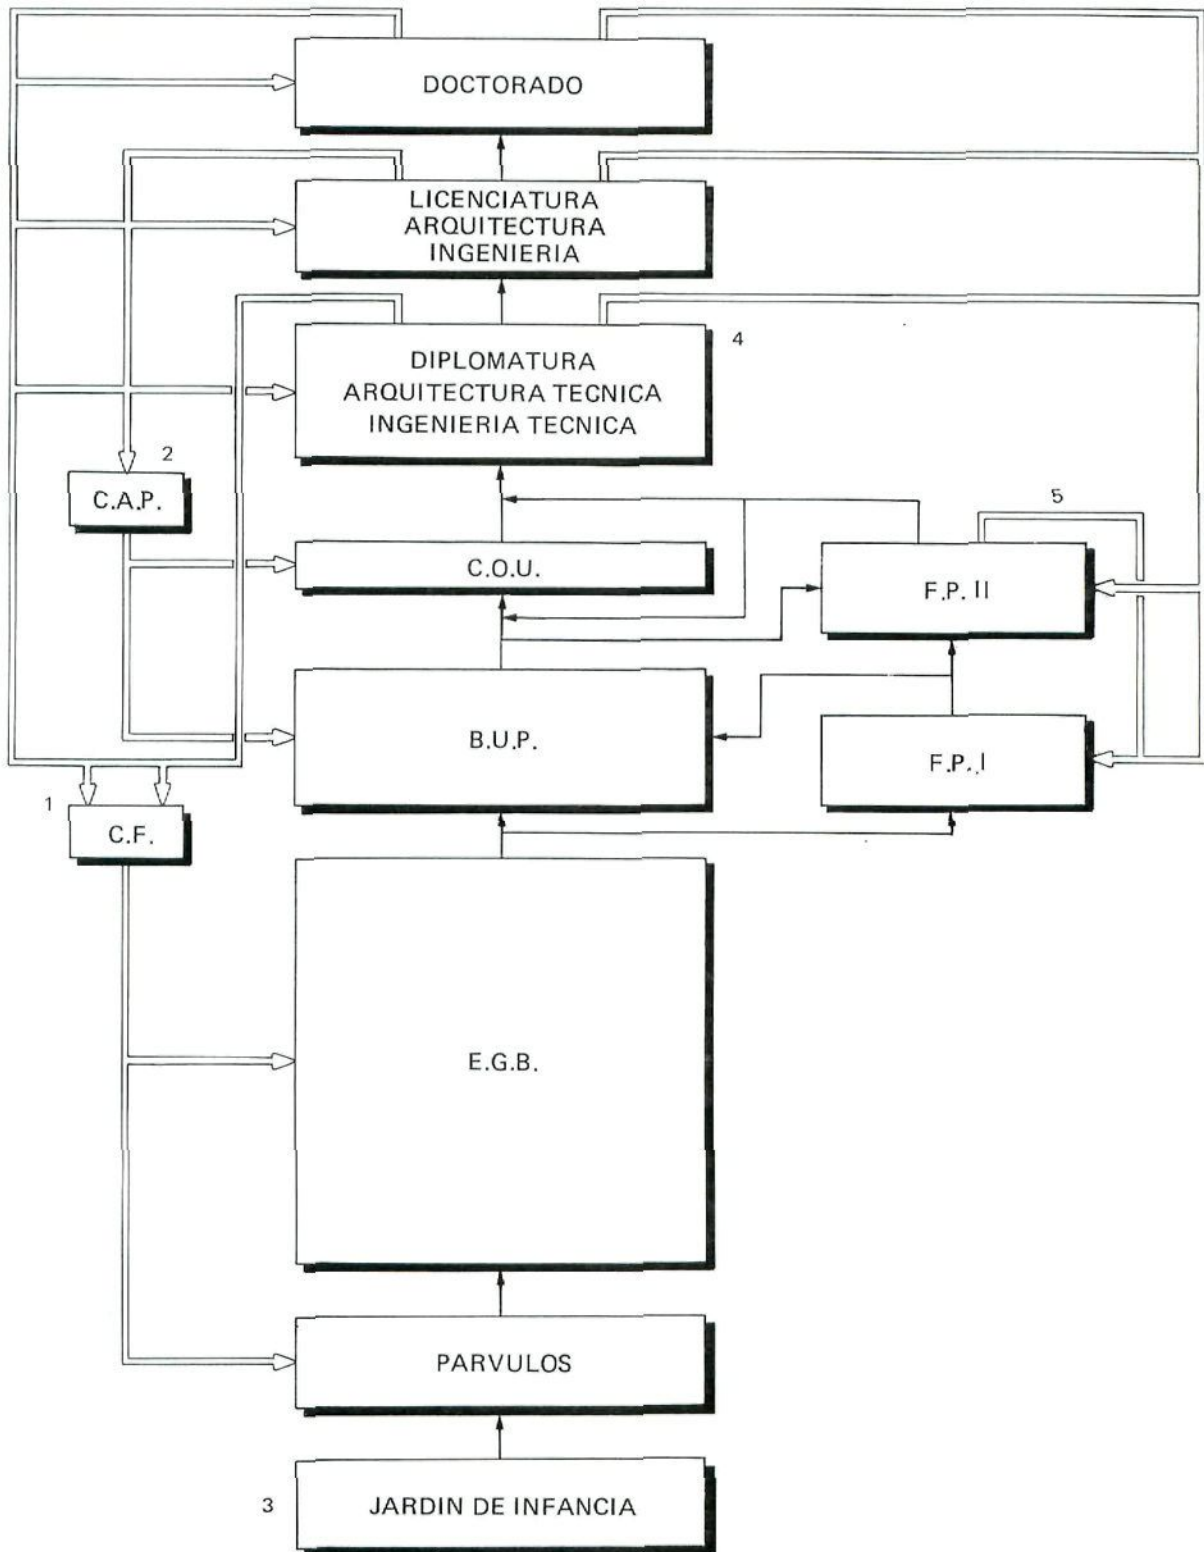 DOCTORADO
LICENCIATURA
ARQUITECTURA
INGENIERIA
4
DIPLOMATURA
ARQUITECTURA TECNICA
INGENIERIA TECNICA
2
C.A.P.
5
C.O.U.
F.P. II
B.U.P.
F.P. I
1
C.F.
E.G.B.
PARVULOS
3
JARDIN DE INFANCIA